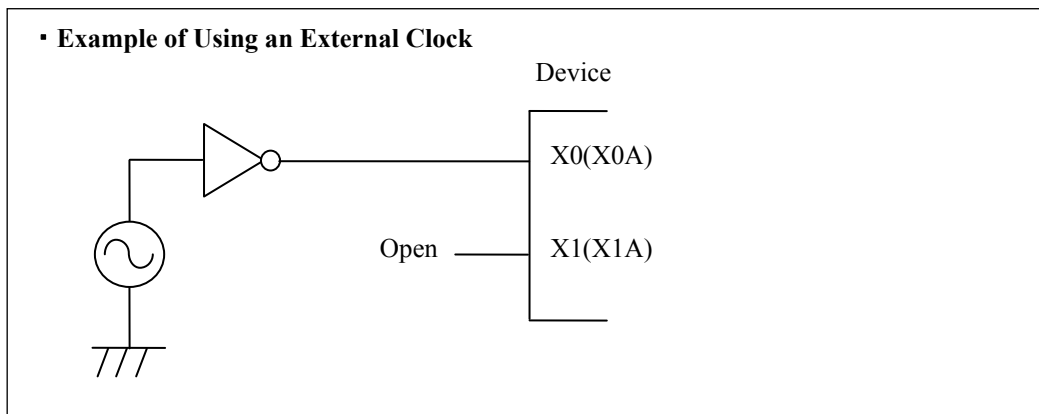 ▪ Example of Using an External Clock
Device
X0(X0A)
Open
X1(X1A)